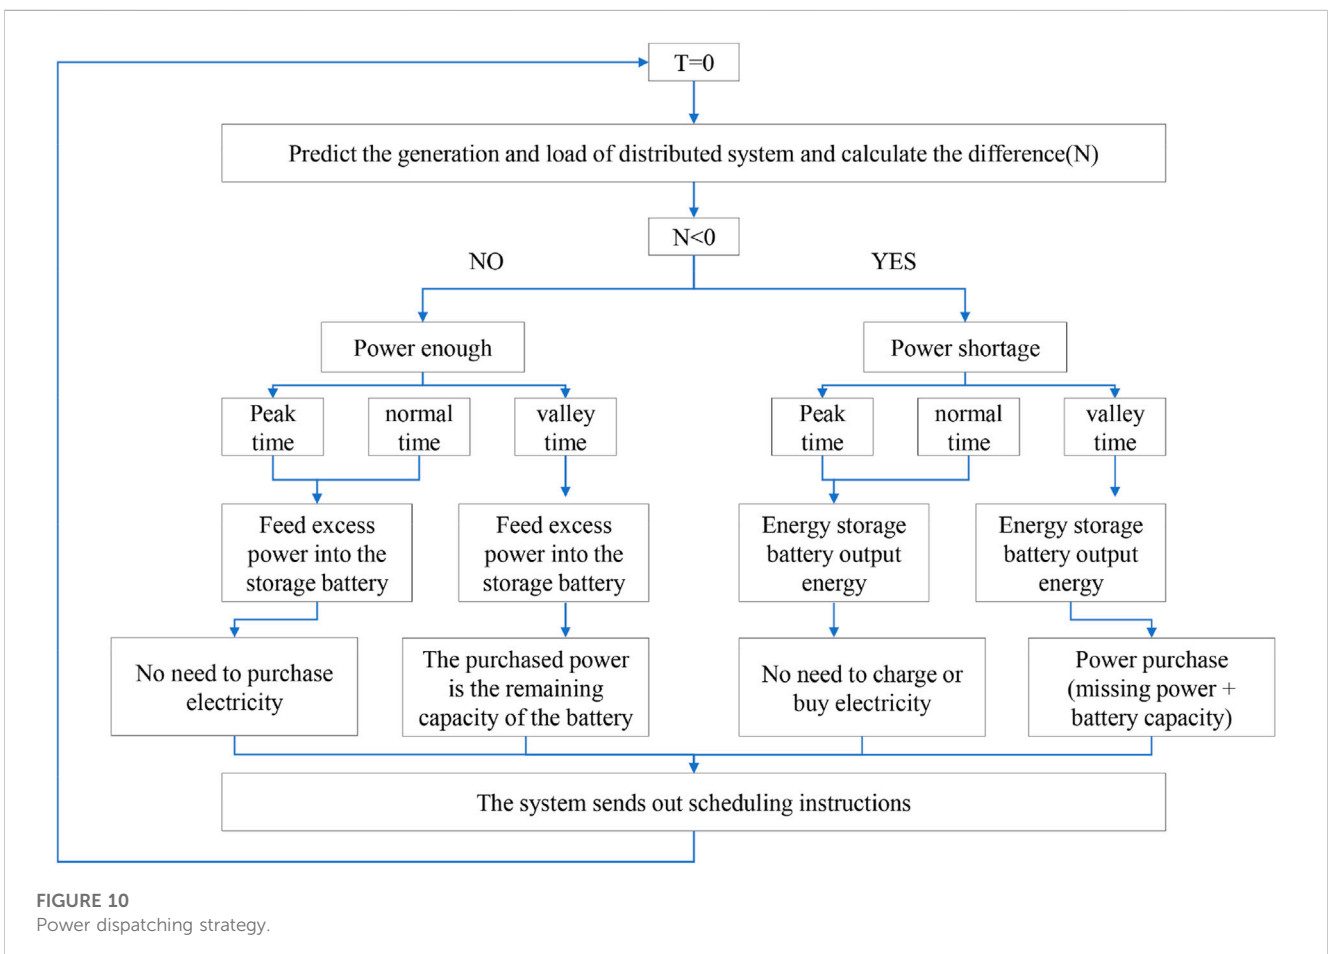 T=0
Predict the generation and load of distributed system and calculate the difference(N)
N<0
NO
YES
Power enough
Power shortage
Peak
time
normal
time
valley
time
Peak
time
normal
time
valley
time
Feed excess
power into the
storage battery
Feed excess
power into the
storage battery
Energy storage
battery output
energy
Energy storage
battery output
energy
No need to purchase
electricity
The purchased power
is the remaining
capacity of the battery
No need to charge or
buy electricity
Power purchase
(missing power +
battery capacity)
The system sends out scheduling instructions
FIGURE 10
Power dispatching strategy.